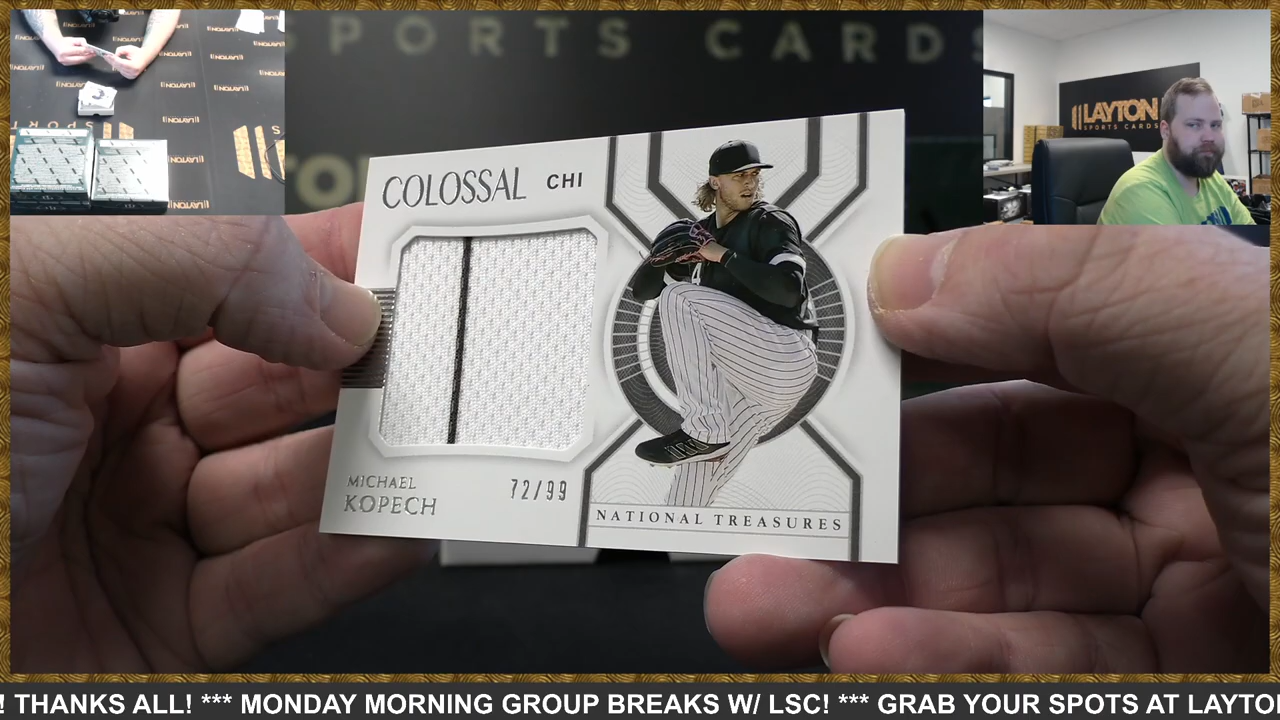 SPORTS CARDS
LAYTON
SPORTS CARDS
COLOSSAL CHI
MICHAEL
KOPECH
72/99
NATIONAL TREASURES
! THANKS ALL! *** MONDAY MORNING GROUP BREAKS W/ LSC! *** GRAB YOUR SPOTS AT LAYTO